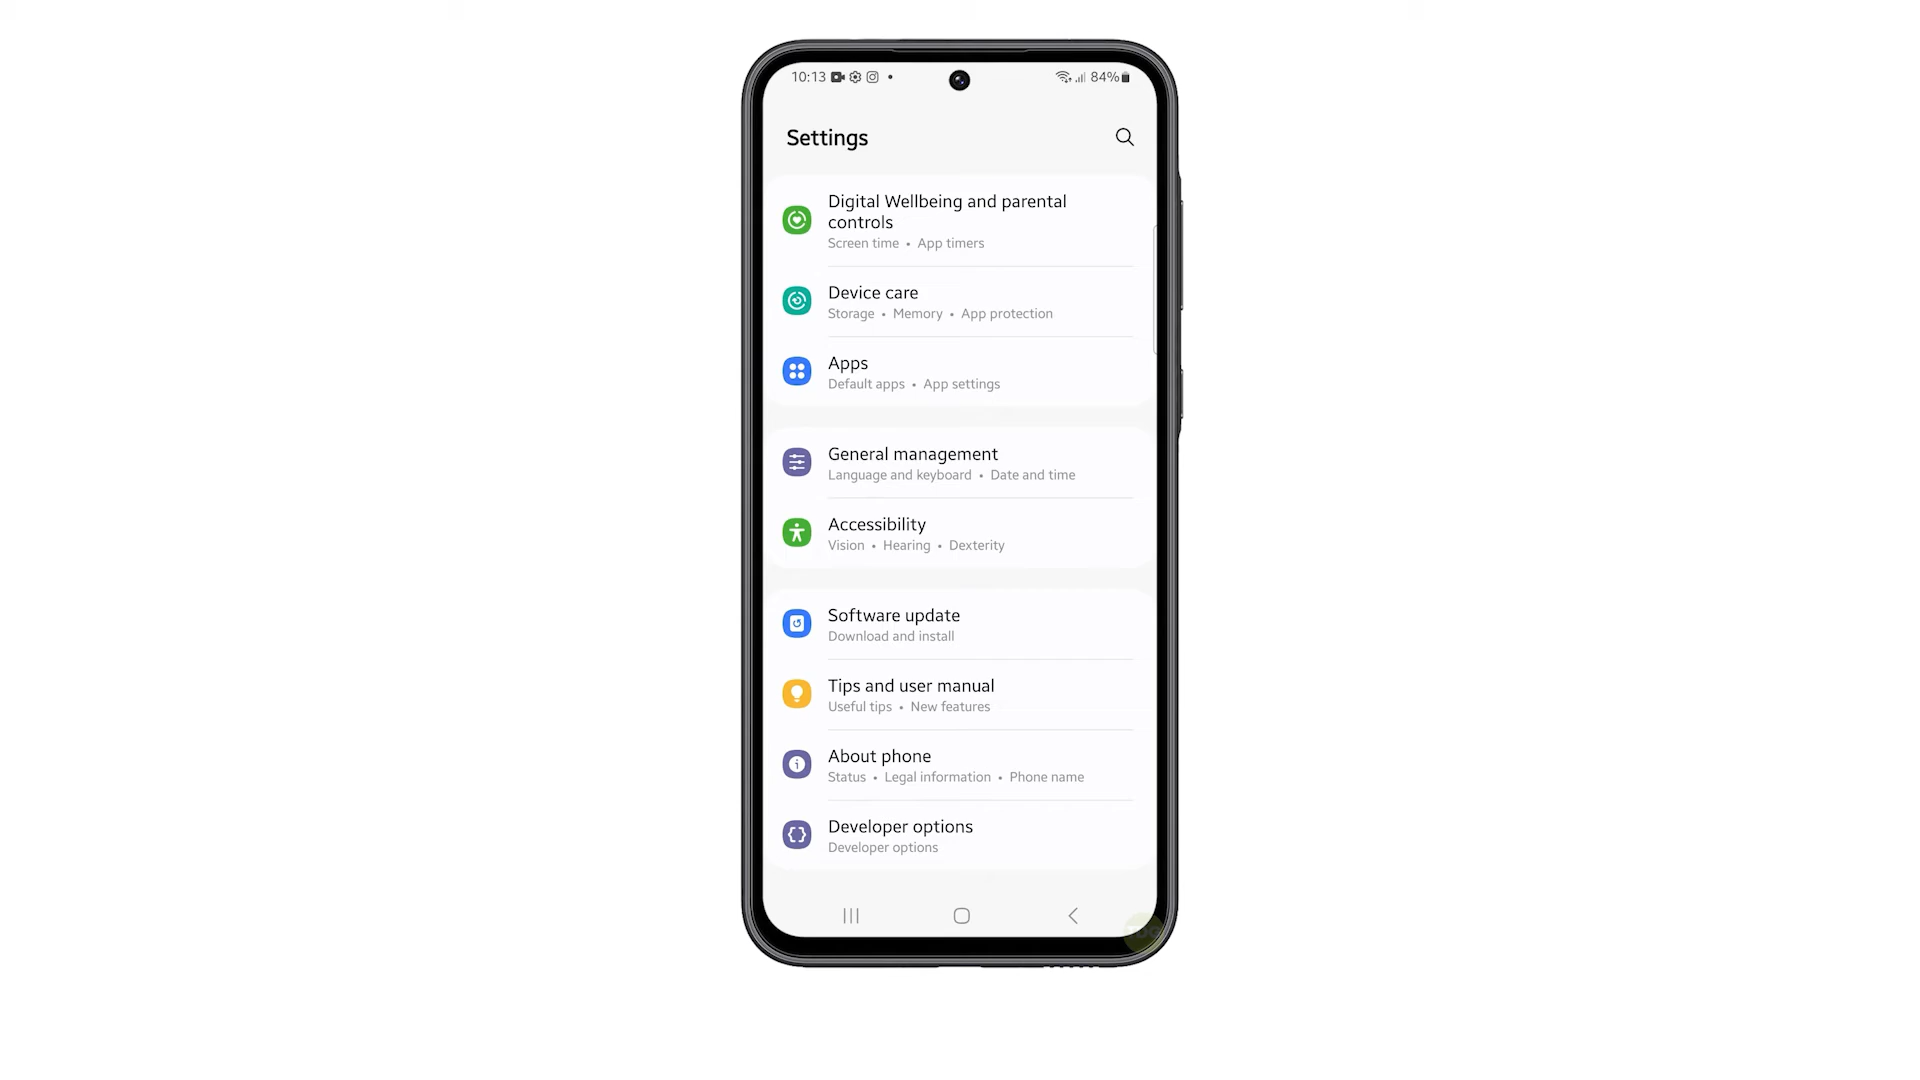 10:13
84%
Settings
Digital Wellbeing and parental
controls
Screen time • App timers
Device care
Storage • Memory • App protection
Apps
Default apps • App settings
General management
Language and keyboard • Date and time
Accessibility
Vision • Hearing • Dexterity
Software update
Download and install
Tips and user manual
Useful tips • New features
About phone
Status • Legal information • Phone name
Developer options
Developer options